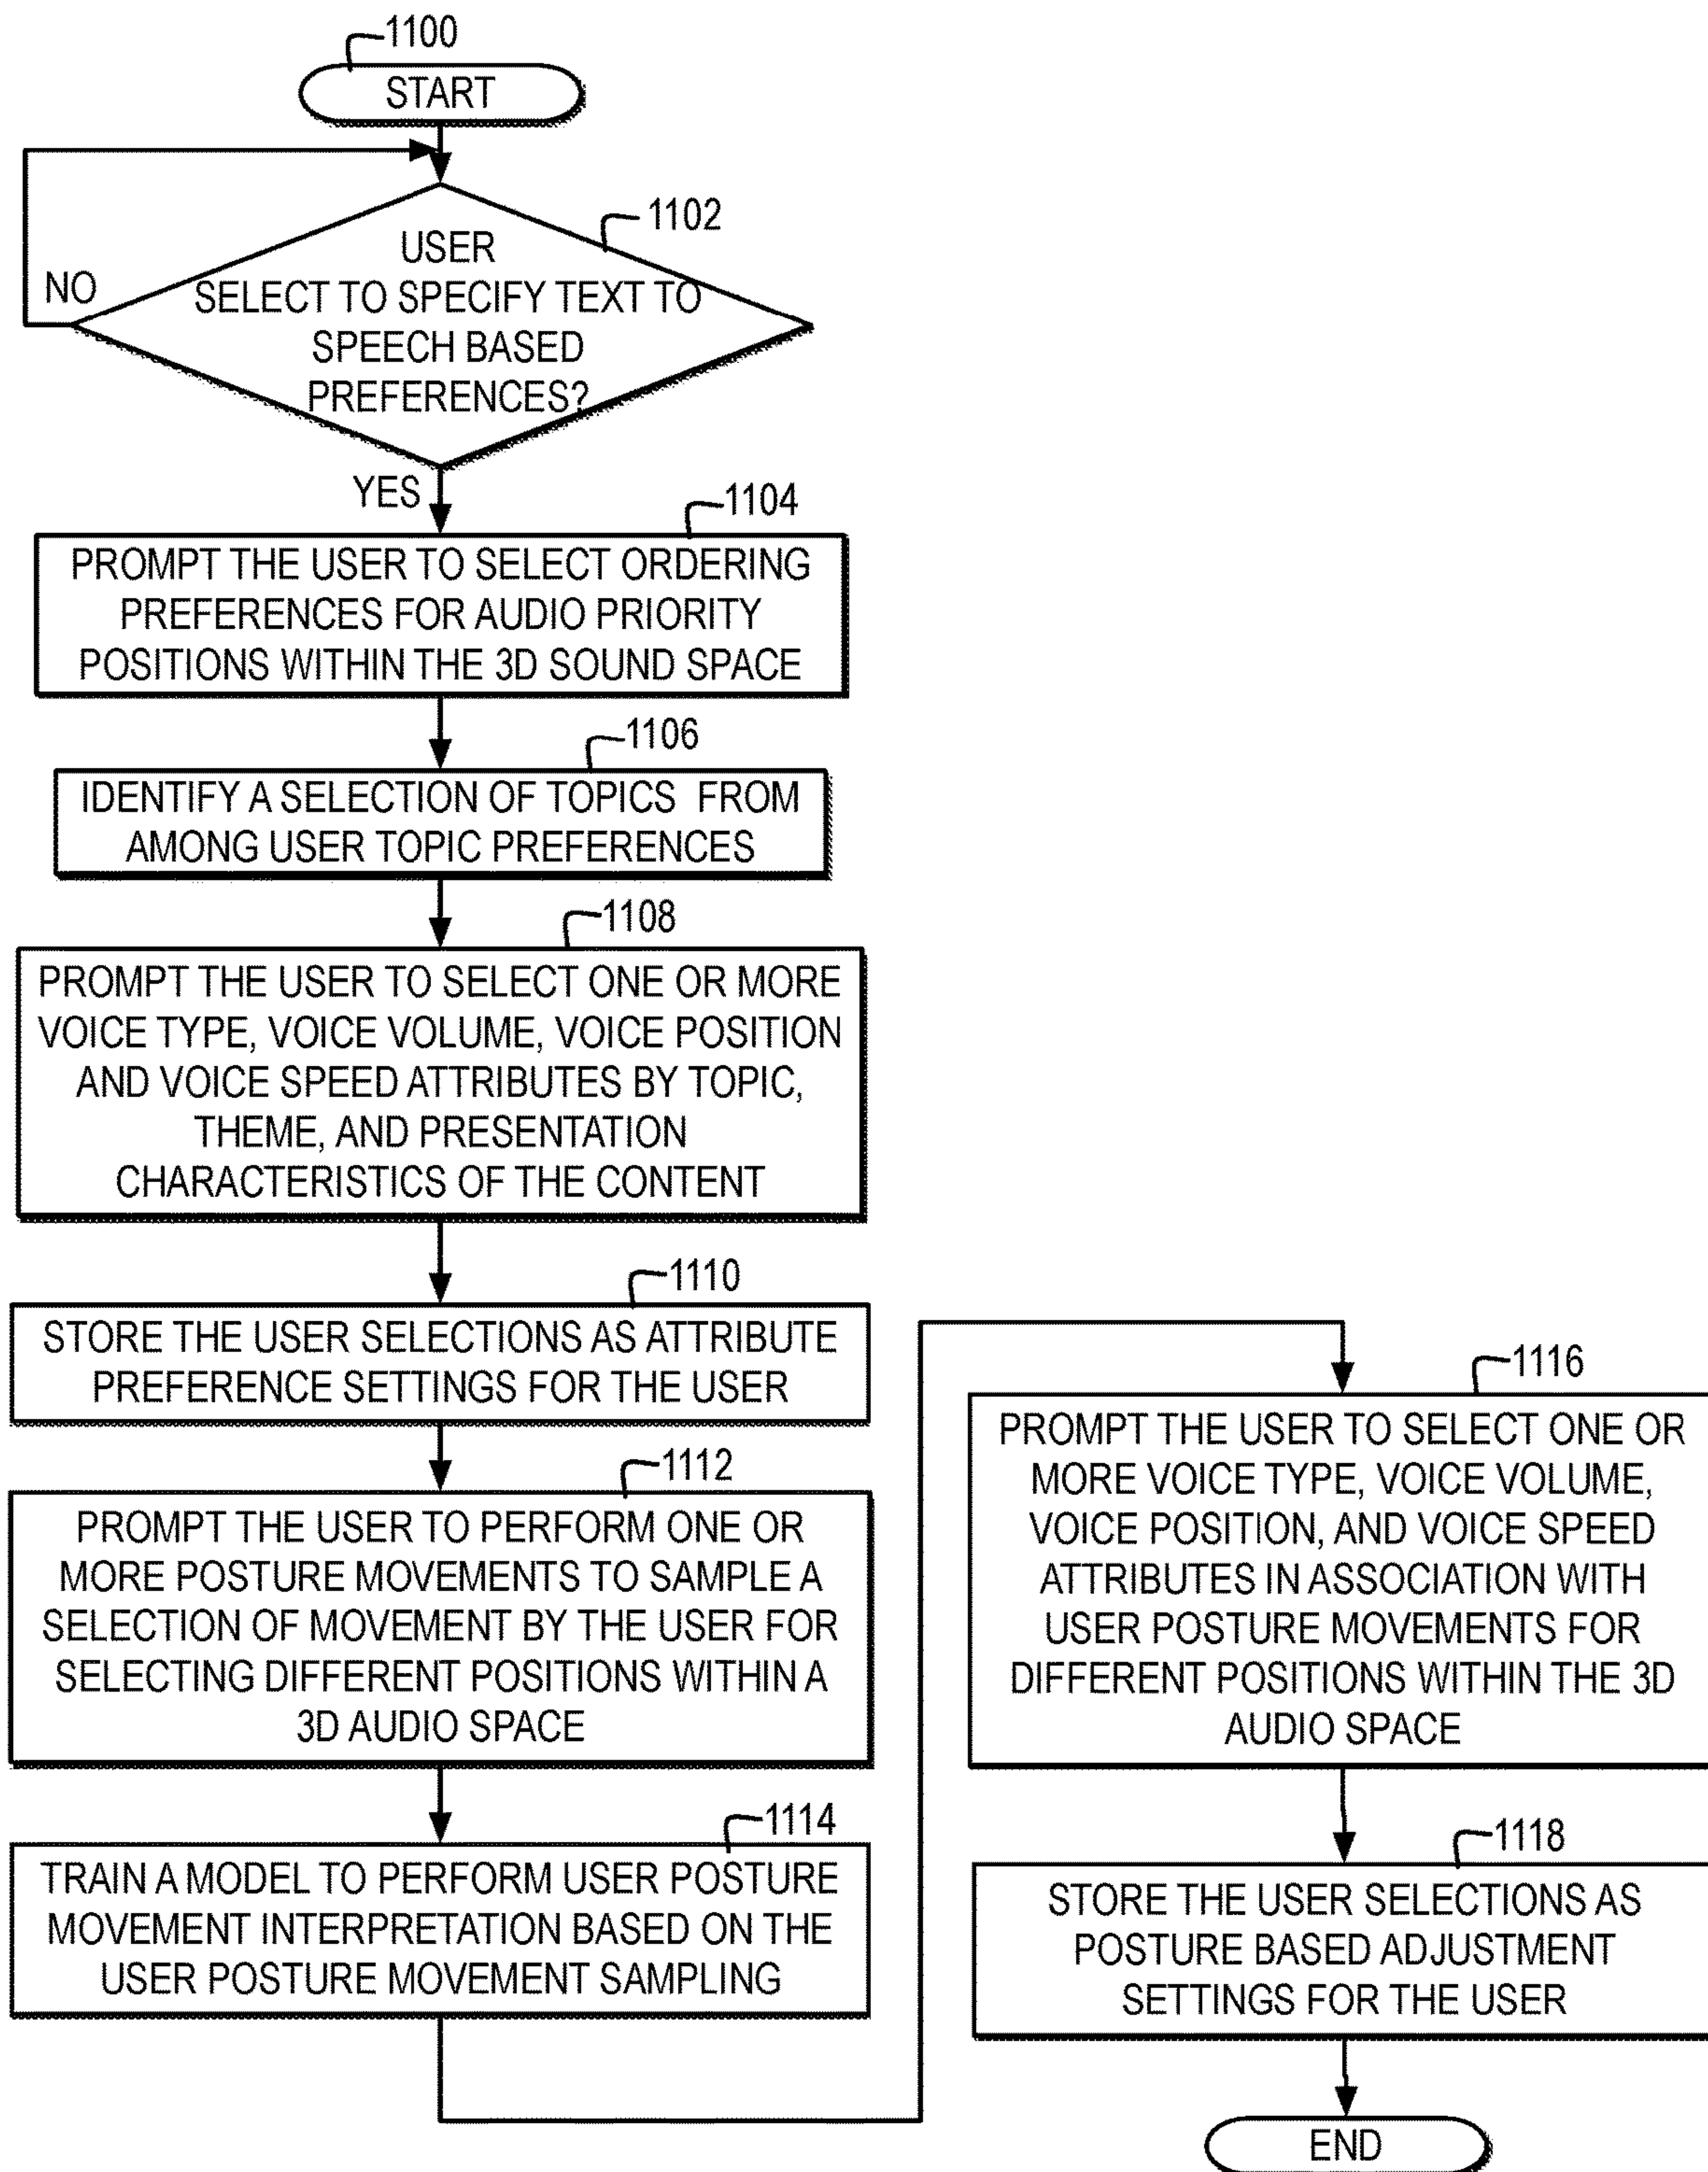 1100
START
1102
USER
SELECT TO SPECIFY TEXT TO
SPEECH BASED
PREFERENCES?
NO
YES
1104
PROMPT THE USER TO SELECT ORDERING
PREFERENCES FOR AUDIO PRIORITY
POSITIONS WITHIN THE 3D SOUND SPACE
1106
IDENTIFY A SELECTION OF TOPICS FROM
AMONG USER TOPIC PREFERENCES
1108
PROMPT THE USER TO SELECT ONE OR MORE
VOICE TYPE, VOICE VOLUME, VOICE POSITION
AND VOICE SPEED ATTRIBUTES BY TOPIC,
THEME, AND PRESENTATION
CHARACTERISTICS OF THE CONTENT
1110
STORE THE USER SELECTIONS AS ATTRIBUTE
PREFERENCE SETTINGS FOR THE USER
1112
PROMPT THE USER TO PERFORM ONE OR
MORE POSTURE MOVEMENTS TO SAMPLE A
SELECTION OF MOVEMENT BY THE USER FOR
SELECTING DIFFERENT POSITIONS WITHIN A
3D AUDIO SPACE
1114
TRAIN A MODEL TO PERFORM USER POSTURE
MOVEMENT INTERPRETATION BASED ON THE
USER POSTURE MOVEMENT SAMPLING
1116
PROMPT THE USER TO SELECT ONE OR
MORE VOICE TYPE, VOICE VOLUME,
VOICE POSITION, AND VOICE SPEED
ATTRIBUTES IN ASSOCIATION WITH
USER POSTURE MOVEMENTS FOR
DIFFERENT POSITIONS WITHIN THE 3D
AUDIO SPACE
1118
STORE THE USER SELECTIONS AS
POSTURE BASED ADJUSTMENT
SETTINGS FOR THE USER
END